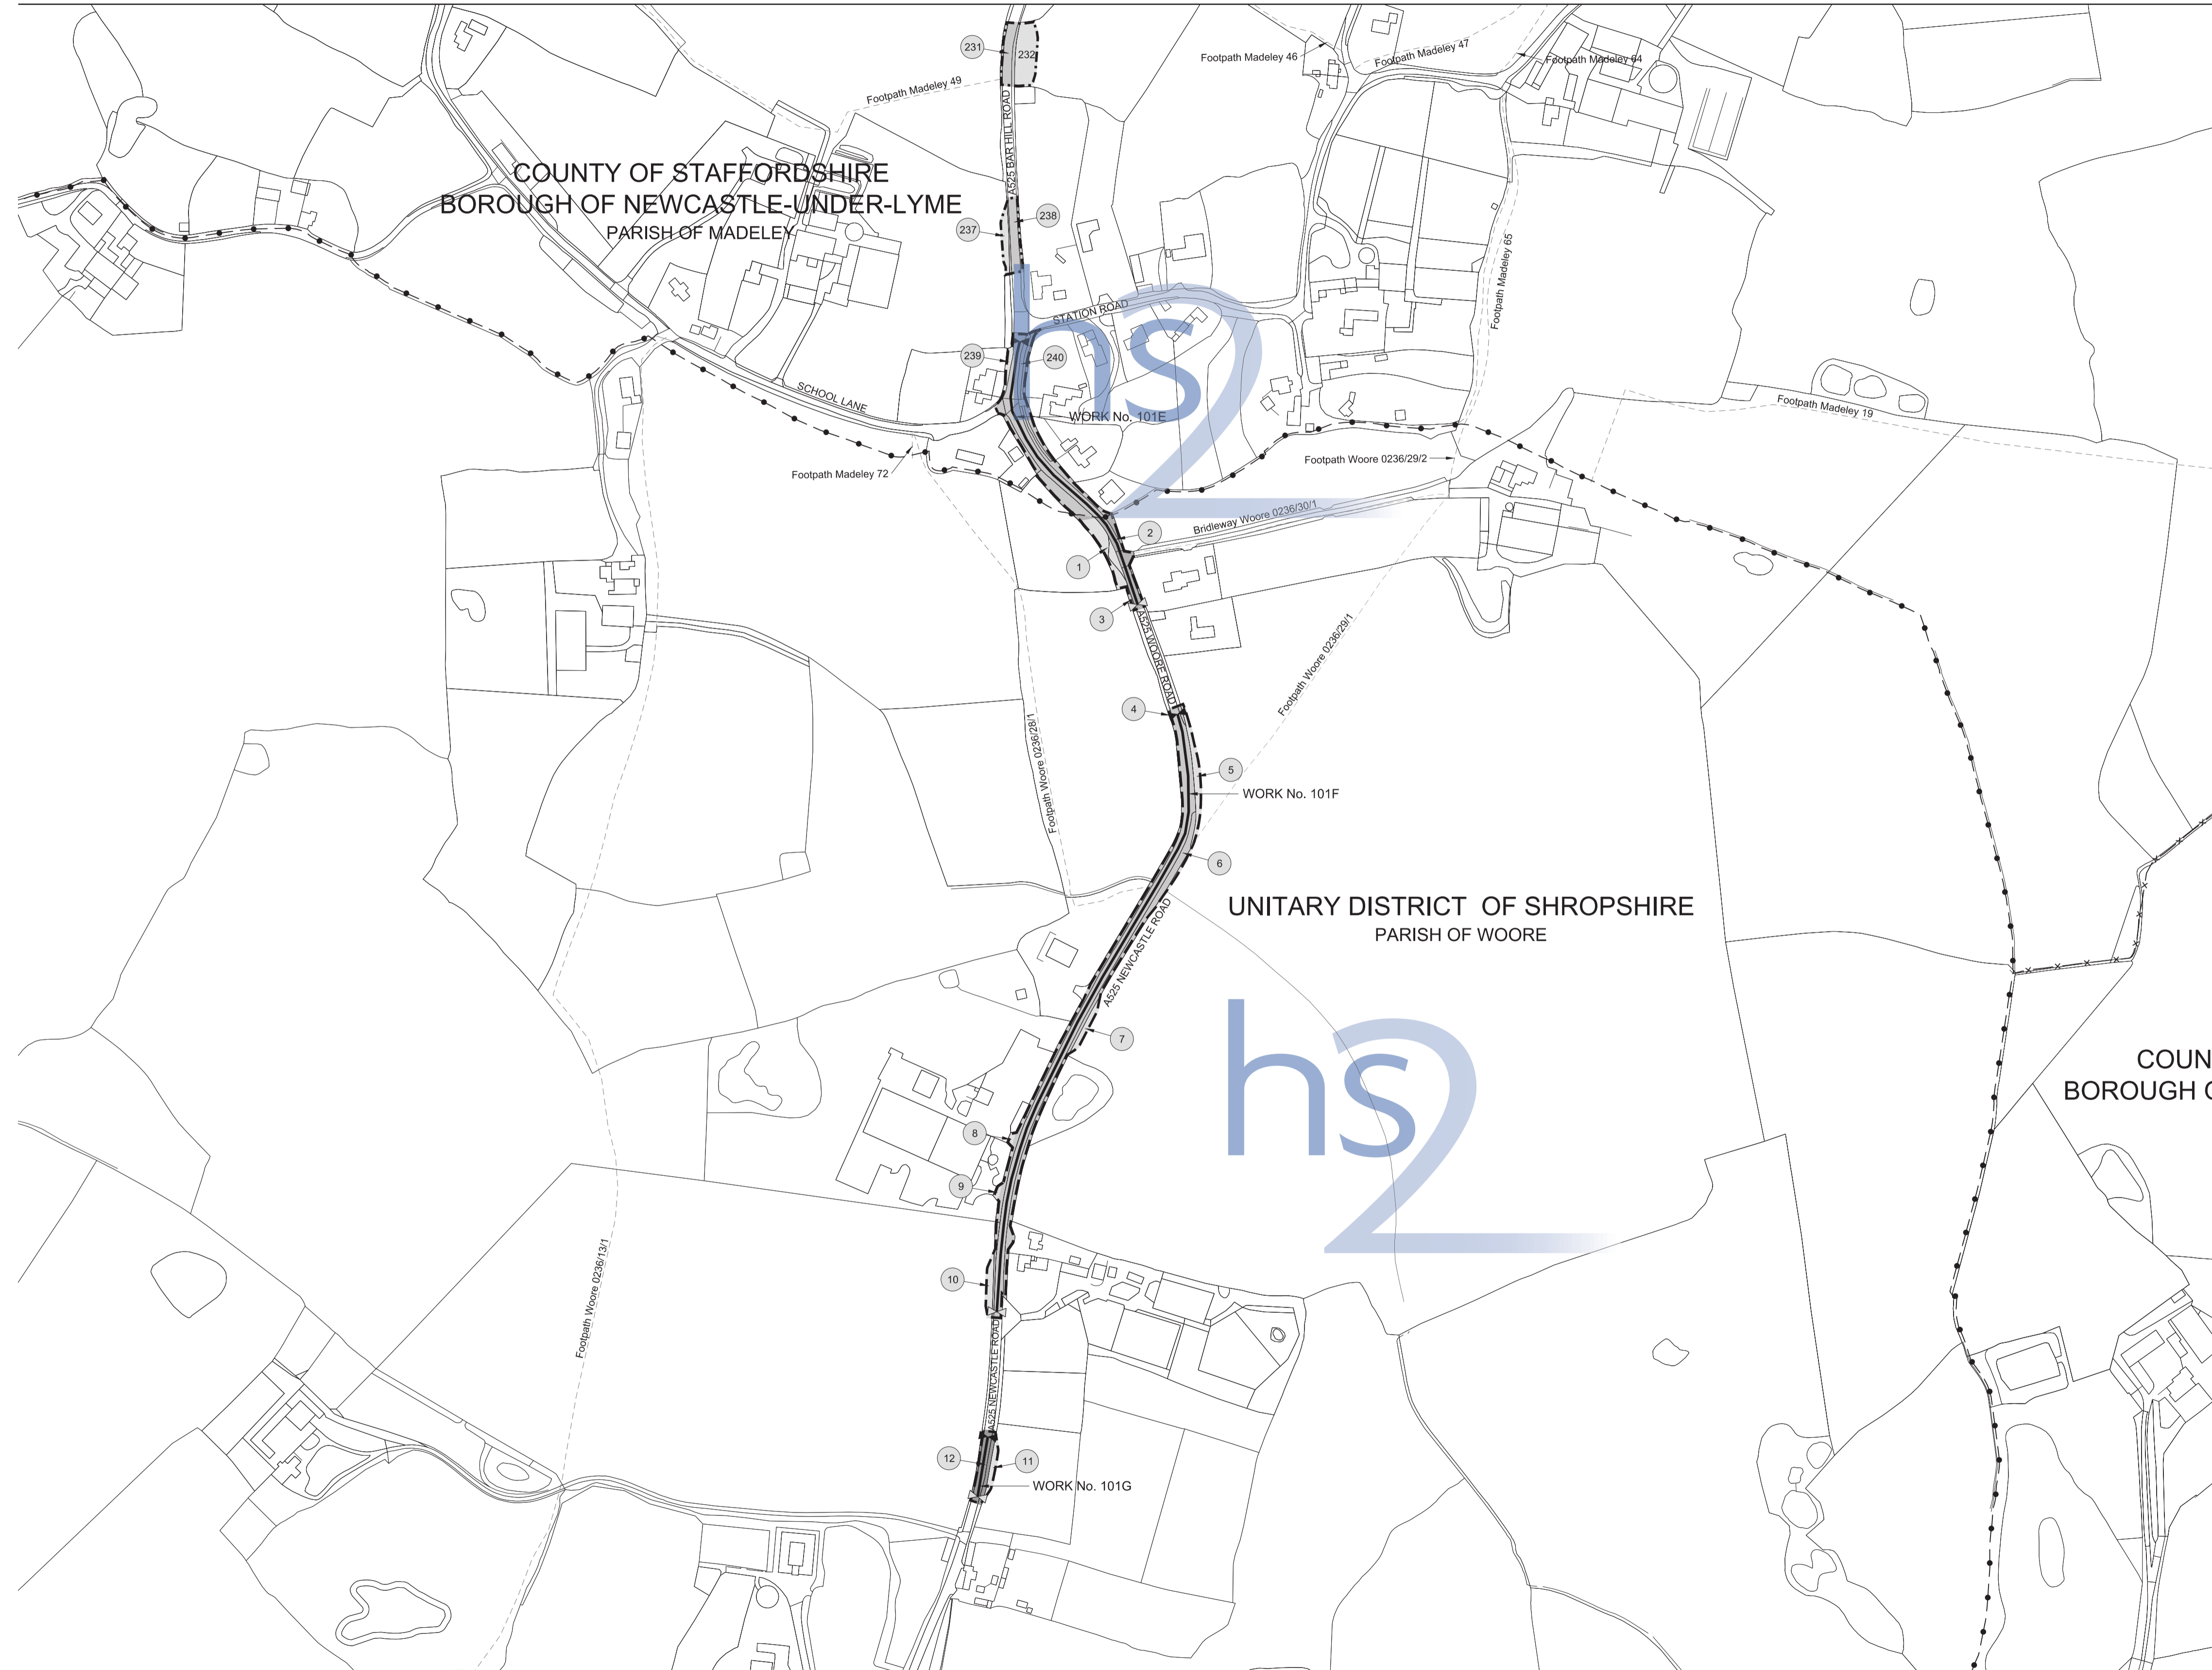 231
232
Footpath Madeley 46
Footpath Madeley 47
Footpath Madeley 64
Footpath Madeley 49
A525 BAR HILL ROAD
COUNTY OF STAFFORDSHIRE
BOROUGH OF NEWCASTLE-UNDER-LYME
PARISH OF MADELEY
237
238
Footpath Madeley 65
STATION ROAD
hs2
239
240
SCHOOL LANE
WORK No. 101E
Footpath Madeley 19
Footpath Madeley 72
Footpath Woore 0236/29/2
Bridleway Woore 0236/30/1
2
1
3
A525 WOORE ROAD
Footpath Woore 0236/29/1
4
Footpath Woore 0236/28/1
5
WORK No. 101F
6
UNITARY DISTRICT OF SHROPSHIRE
PARISH OF WOORE
A525 NEWCASTLE ROAD
hs2
7
COUN
BOROUGH
8
9
Footpath Woore 0236/13/1
10
A525 NEWCASTLE ROAD
12
11
WORK No. 101G